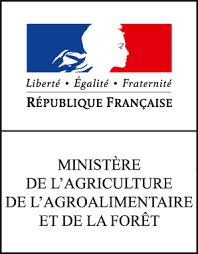 Liberté • Égalité • Fraternité
RÉPUBLIQUE FRANÇAISE
MINISTÈRE
DE L'AGRICULTURE
DE L'AGROALIMENTAIRE
ET DE LA FORÊT